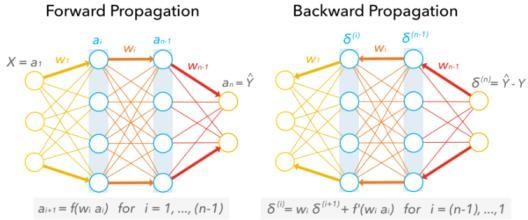 Forward Propagation
X = a₁
w₁
aᵢ
wᵢ
aₙ₋₁
wₙ₋₁
aₙ = Ŷ
aᵢ₊₁ = f(wᵢ aᵢ) for i = 1, ..., (n-1)
Backward Propagation
w₁
δ⁽ⁱ⁾
wᵢ
δ⁽ⁿ⁻¹⁾
wₙ₋₁
δ⁽ⁿ⁾ = Ŷ - Y
δ⁽ⁱ⁾ = wᵢ δ⁽ⁱ⁺¹⁾ + f'(wᵢ aᵢ) for i = (n-1), ...,1